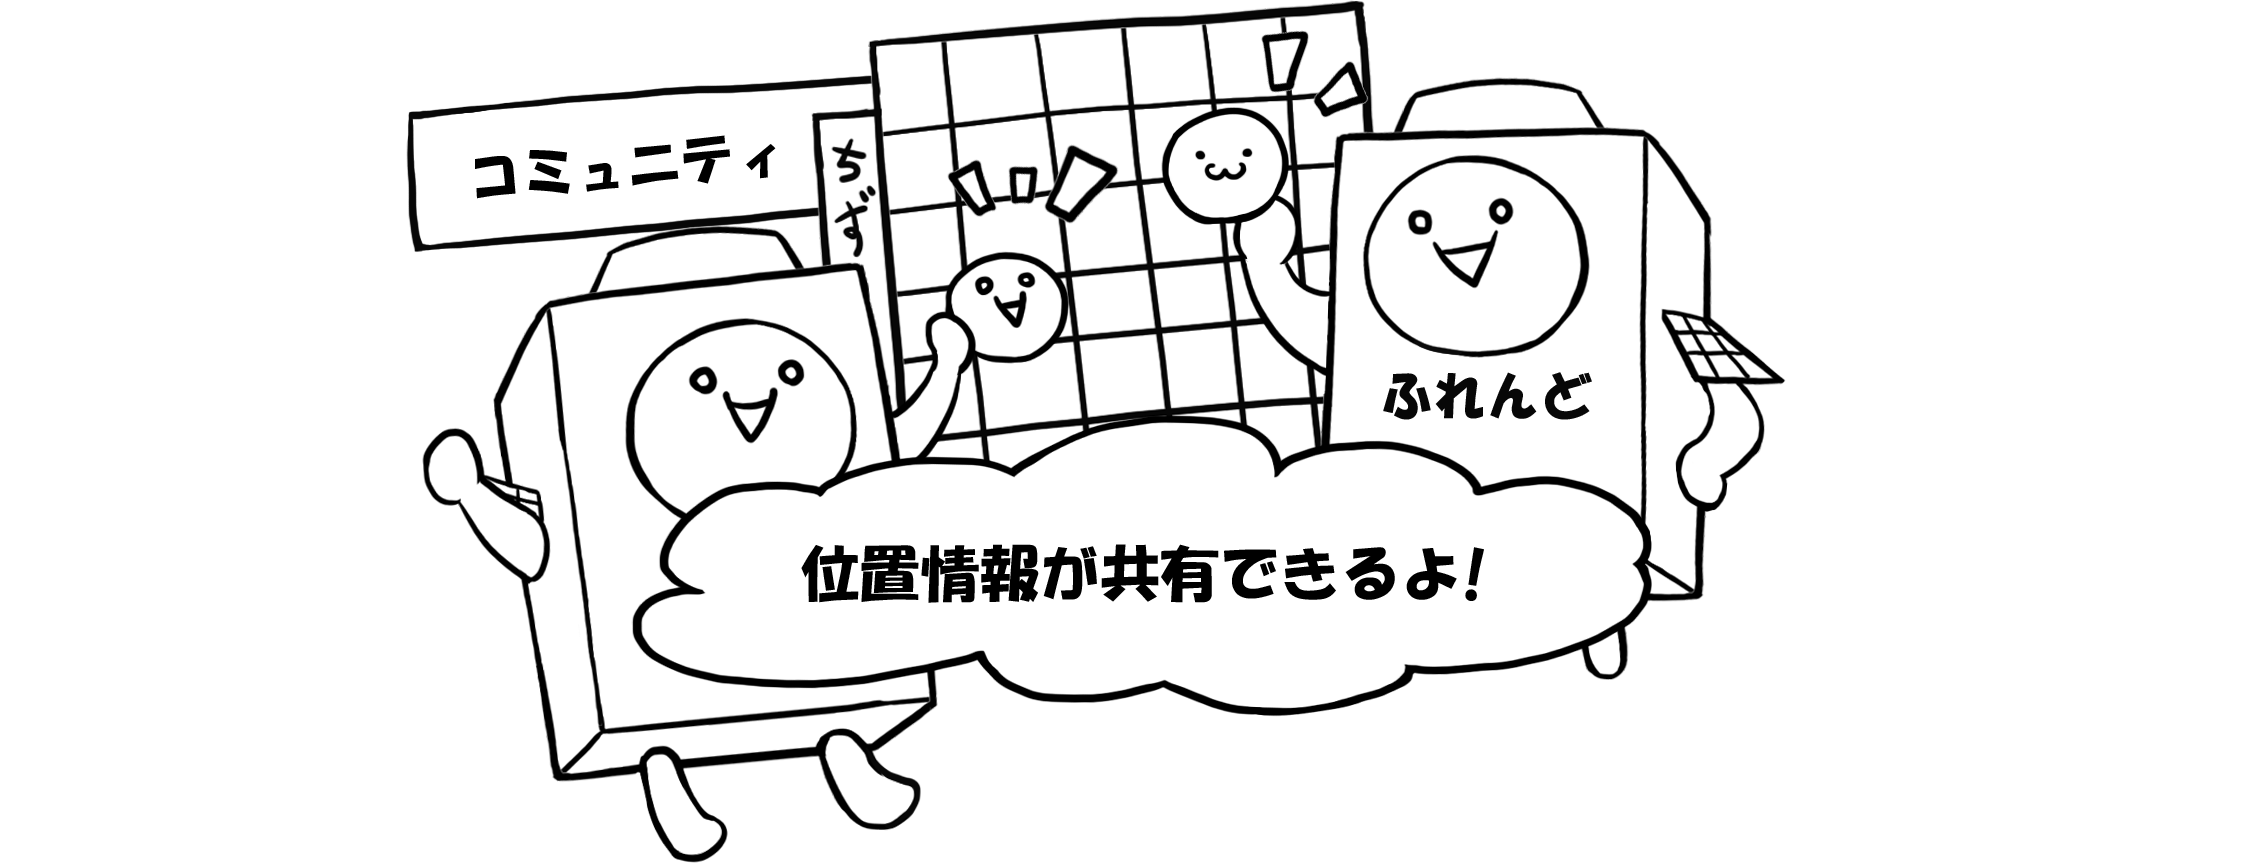 コミュニティ
ちず
ふれんど
位置情報が共有できるよ!